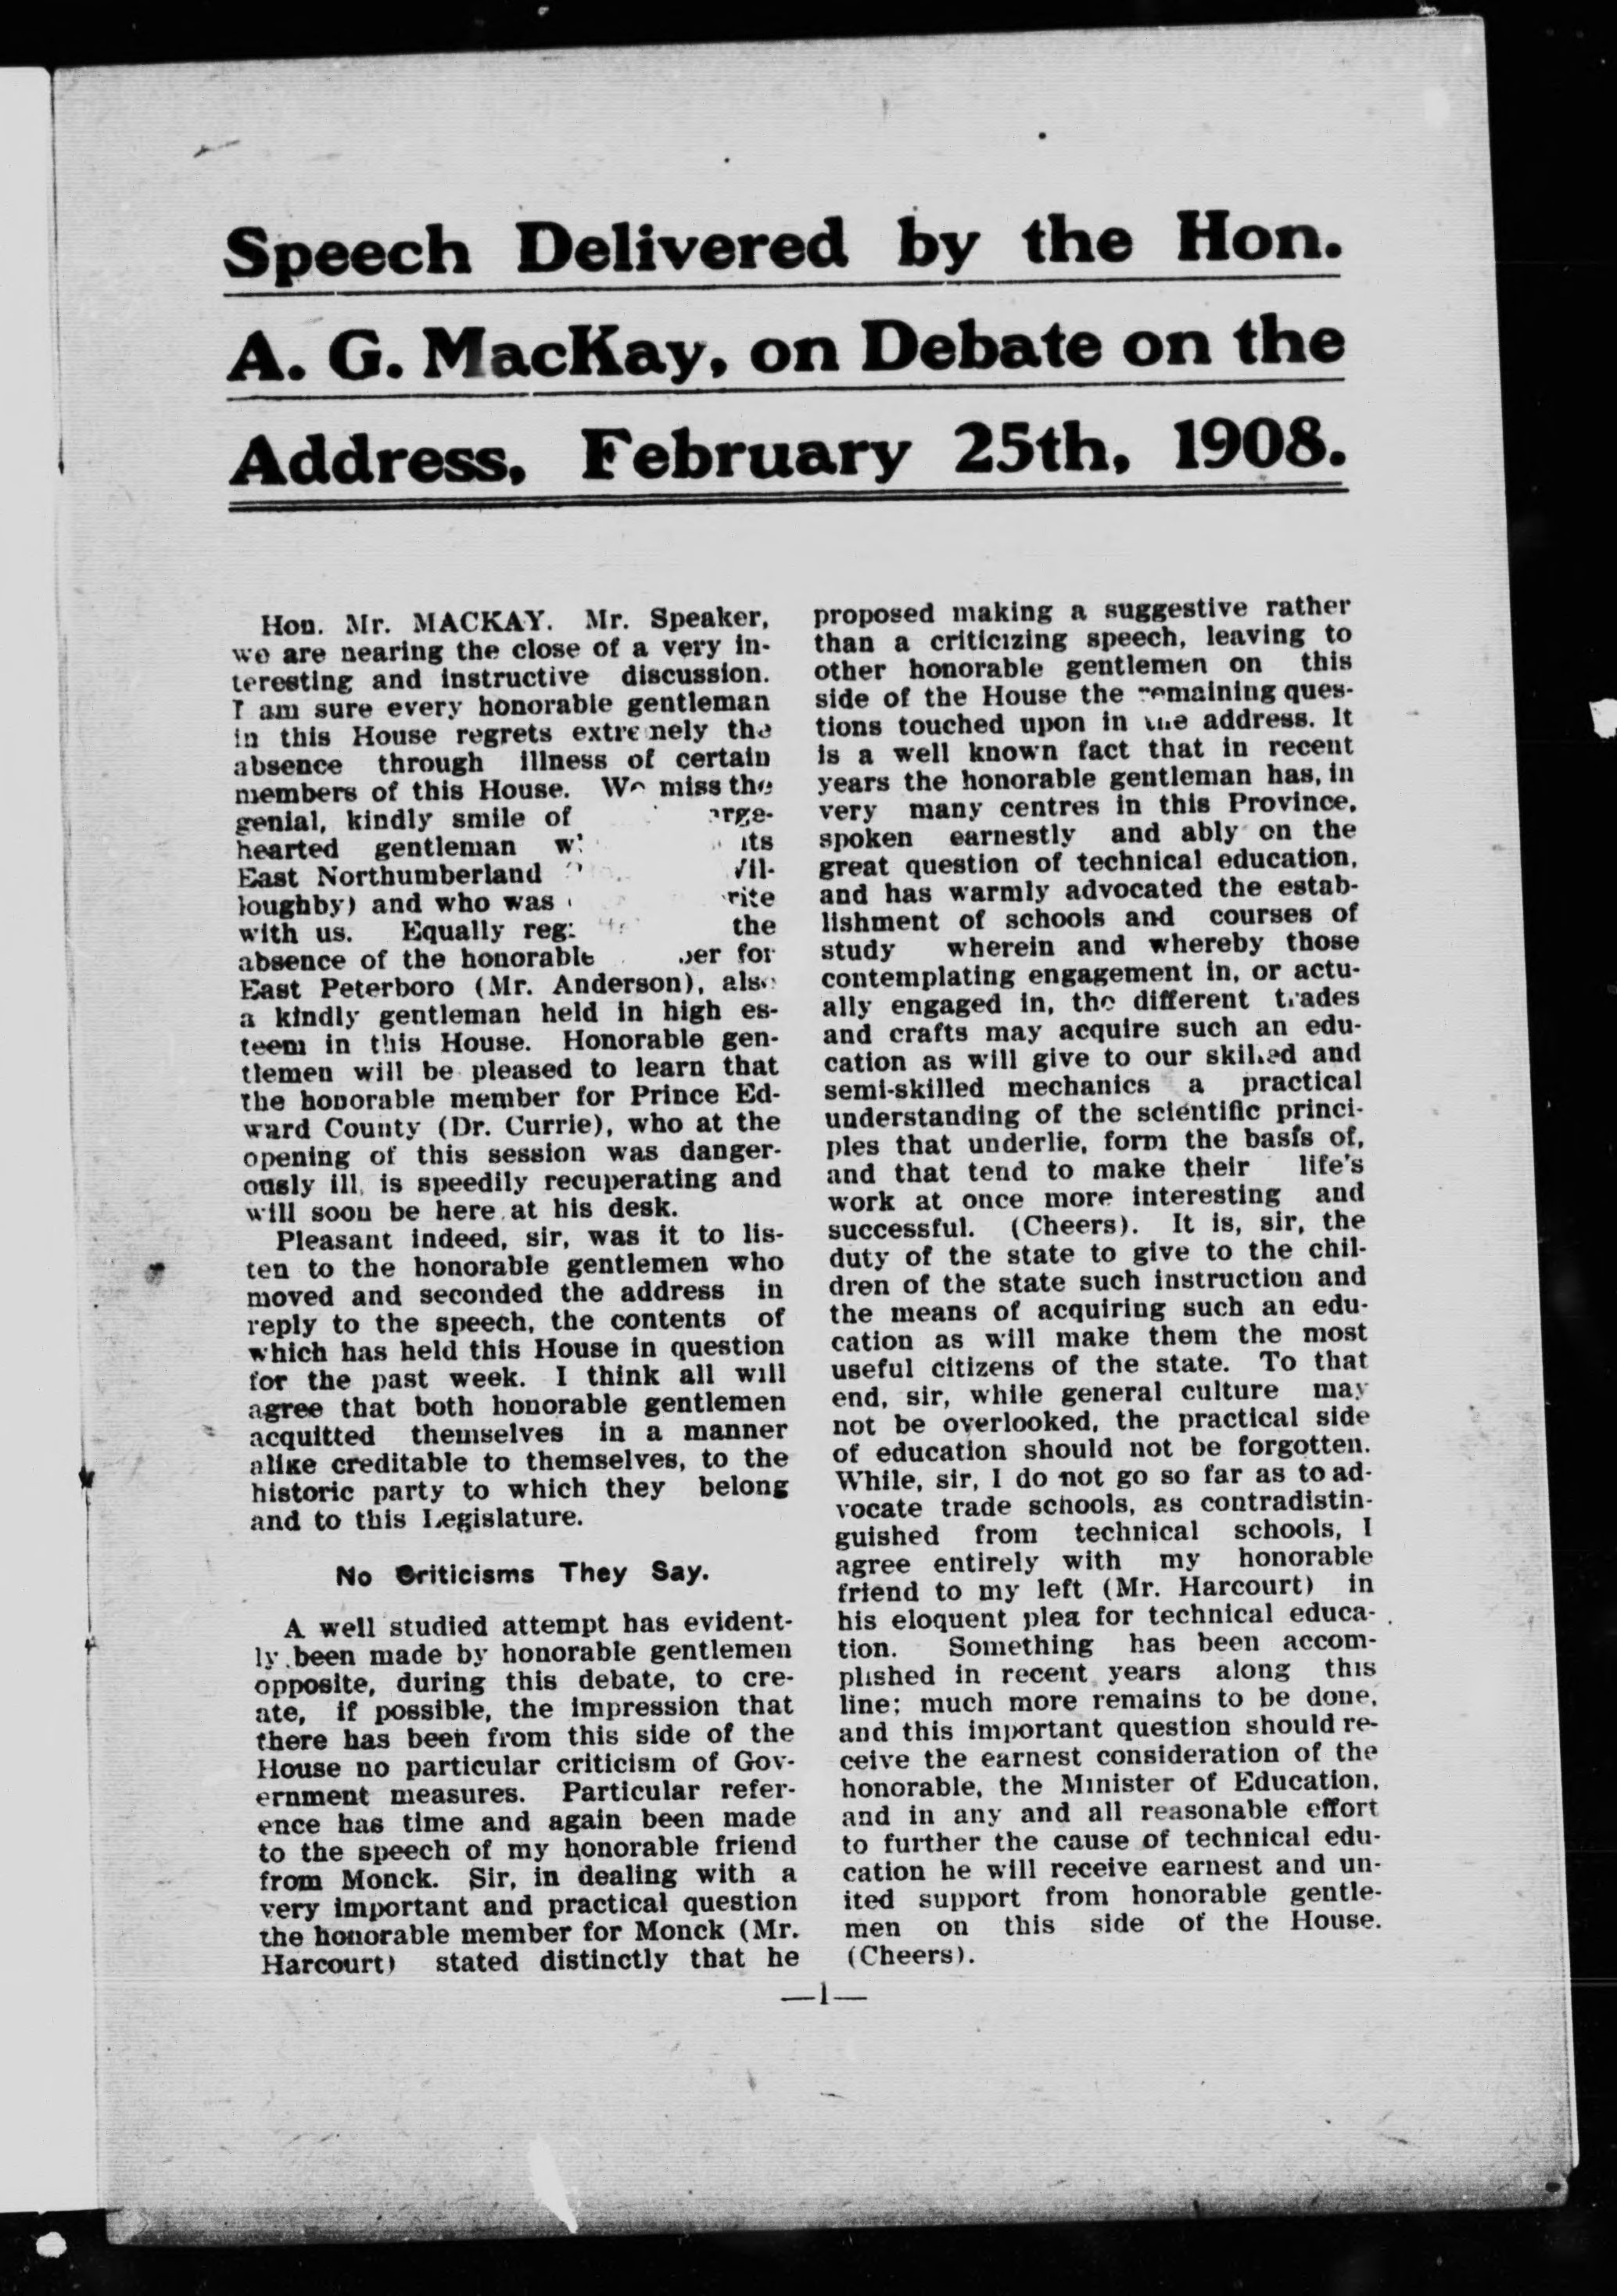 Speech Delivered by the Hon.
A. G. MacKay, on Debate on the
Address, February 25th, 1908.
Hon. Mr. MACKAY. Mr. Speaker,
we are nearing the close of a very in-
teresting and instructive discussion.
I am sure every honorable gentleman
in this House regrets extremely the
absence through illness of certain
members of this House. We miss the
genial, kindly smile of
hearted gentleman
East Northumberland
loughby) and who was
with us. Equally the
absence of the honorable for
East Peterboro (Mr. Anderson), also
a kindly gentleman held in high es-
teem in this House. Honorable gen-
tlemen will be pleased to learn that
the honorable member for Prince Ed-
ward County (Dr. Currie), who at the
opening of this session was danger-
ously ill, is speedily recuperating and
will soon be here at his desk.
Pleasant indeed, sir, was it to lis-
ten to the honorable gentlemen who
moved and seconded the address in
reply to the speech, the contents of
which has held this House in question
for the past week. I think all will
agree that both honorable gentlemen
acquitted themselves in a manner
alike creditable to themselves, to the
historic party to which they belong
and to this Legislature.
No Criticisms They Say.
A well studied attempt has evident-
ly been made by honorable gentlemen
opposite, during this debate, to cre-
ate, if possible, the impression that
there has been from this side of the
House no particular criticism of Gov-
ernment measures. Particular refer-
ence has time and again been made
to the speech of my honorable friend
from Monck. Sir, in dealing with a
very important and practical question
the honorable member for Monck (Mr.
Harcourt) stated distinctly that he
proposed making a suggestive rather
than a criticizing speech, leaving to
other honorable gentlemen on this
side of the House the remaining ques-
tions touched upon in the address. It
is a well known fact that in recent
years the honorable gentleman has, in
very many centres in this Province,
spoken earnestly and ably on the
great question of technical education,
and has warmly advocated the estab-
lishment of schools and courses of
study wherein and whereby those
contemplating engagement in, or actu-
ally engaged in, the different trades
and crafts may acquire such an edu-
cation as will give to our skilled and
semi-skilled mechanics a practical
understanding of the scientific princi-
ples that underlie, form the basis of,
and that tend to make their life's
work at once more interesting and
successful. (Cheers). It is, sir, the
duty of the state to give to the chil-
dren of the state such instruction and
the means of acquiring such an edu-
cation as will make them the most
useful citizens of the state. To that
end, sir, while general culture may
not be overlooked, the practical side
of education should not be forgotten.
While, sir, I do not go so far as to ad-
vocate trade schools, as contradistin-
guished from technical schools, I
agree entirely with my honorable
friend to my left (Mr. Harcourt) in
his eloquent plea for technical educa-
tion. Something has been accom-
plished in recent years along this
line; much more remains to be done,
and this important question should re-
ceive the earnest consideration of the
honorable, the Minister of Education,
and in any and all reasonable effort
to further the cause of technical edu-
cation he will receive earnest and un-
ited support from honorable gentle-
men on this side of the House.
(Cheers).
—1—